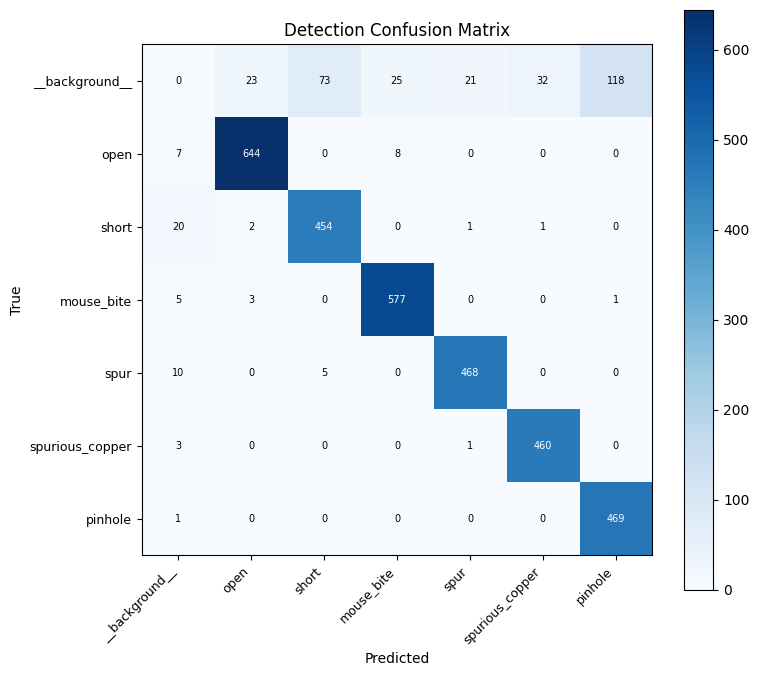 Detection Confusion Matrix
__background__ 0 23 73 25 21 32 118
open 7 644 0 8 0 0 0
short 20 2 454 0 1 1 0
mouse_bite 5 3 0 577 0 0 1
spur 10 0 5 0 468 0 0
spurious_copper 3 0 0 0 1 460 0
pinhole 1 0 0 0 0 0 469
__background__ open short mouse_bite spur spurious_copper pinhole
True
Predicted
600
500
400
300
200
100
0